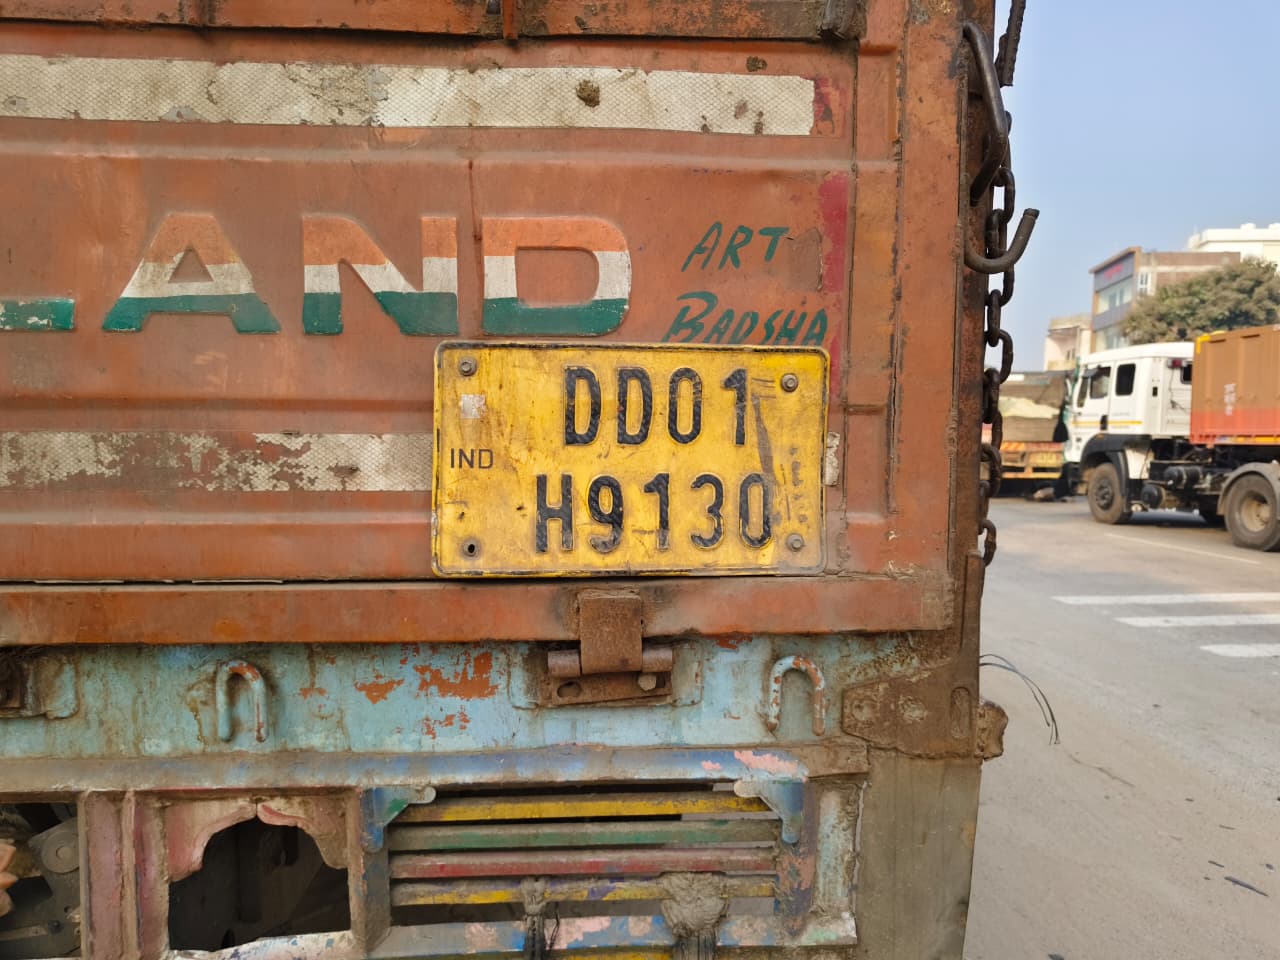 LAND
ART
BADSHA
IND
DD01
H9130